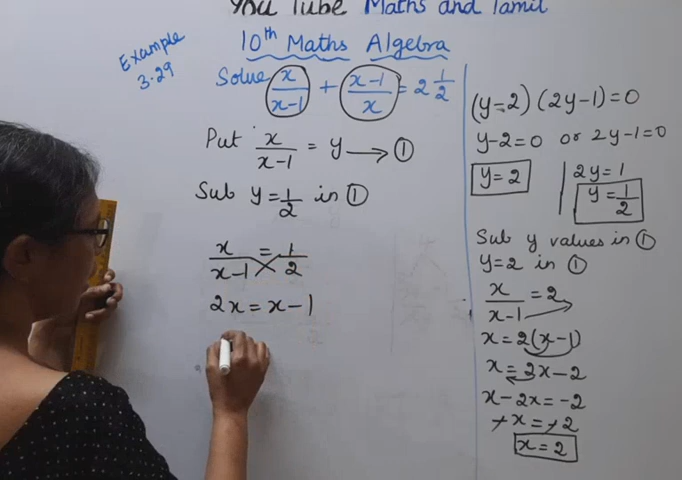 You Tube Maths and Tamil
10th Maths Algebra
Example
3.29
Solve x/(x-1) + (x-1)/x = 2 1/2
Put x/(x-1) = y → ①
Sub y = 1/2 in ①
x/(x-1) = 1/2
2x = x-1
(y-2)(2y-1)=0
y-2=0 or 2y-1=0
y=2 | 2y=1
y=1/2
Sub y values in ①
y=2 in ①
x/(x-1) = 2
x = 2(x-1)
x = 2x-2
x-2x=-2
-x=-2
x=2